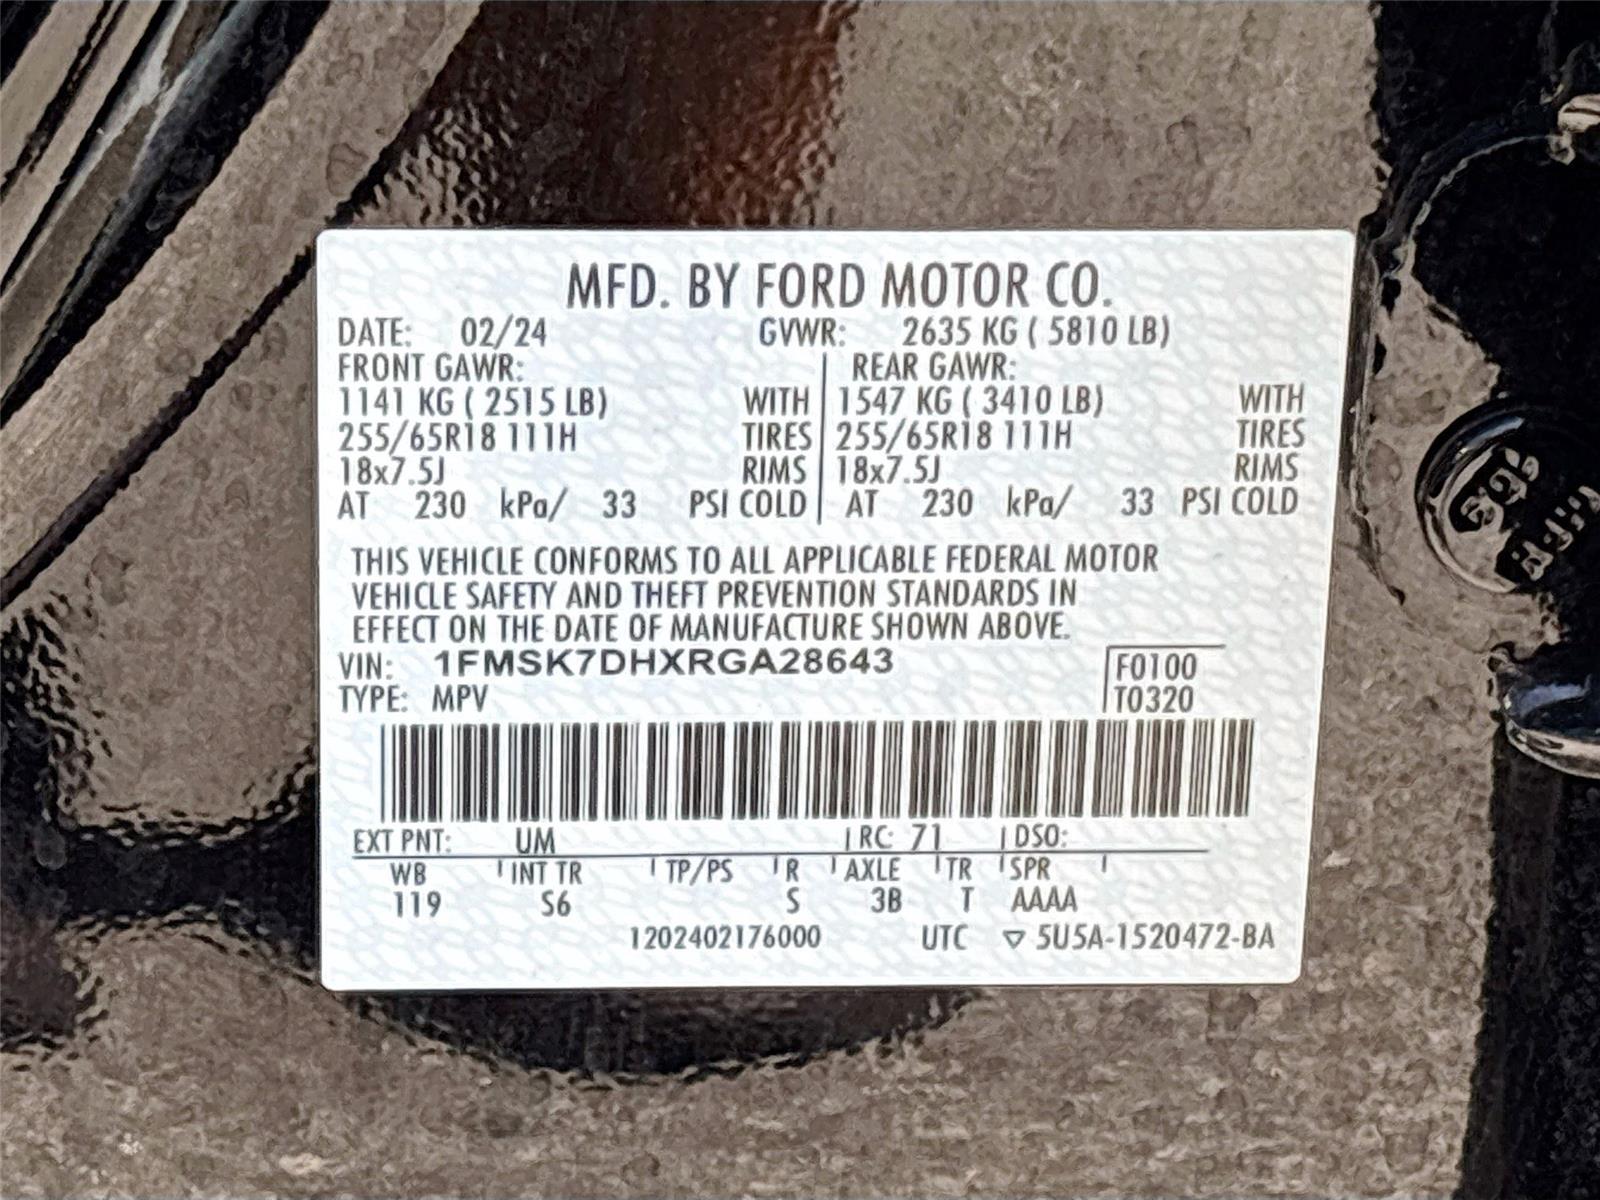 MFD. BY FORD MOTOR CO.
DATE: 02/24 GVWR: 2635 KG ( 5810 LB)
FRONT GAWR: REAR GAWR:
1141 KG ( 2515 LB) WITH 1547 KG ( 3410 LB) WITH
255/65R18 111H TIRES 255/65R18 111H TIRES
18x7.5J RIMS 18x7.5J RIMS
AT 230 kPa/ 33 PSI COLD AT 230 kPa/ 33 PSI COLD
THIS VEHICLE CONFORMS TO ALL APPLICABLE FEDERAL MOTOR
VEHICLE SAFETY AND THEFT PREVENTION STANDARDS IN
EFFECT ON THE DATE OF MANUFACTURE SHOWN ABOVE.
VIN: 1FMSK7DHXRGA28643 F0100
TYPE: MPV T0320
EXT PNT: UM RC: 71 DSO:
WB INT TR TP/PS R AXLE TR SPR
119 S6 S 3B T AAAA
1202402176000 UTC ▽ 5U5A-1520472-BA